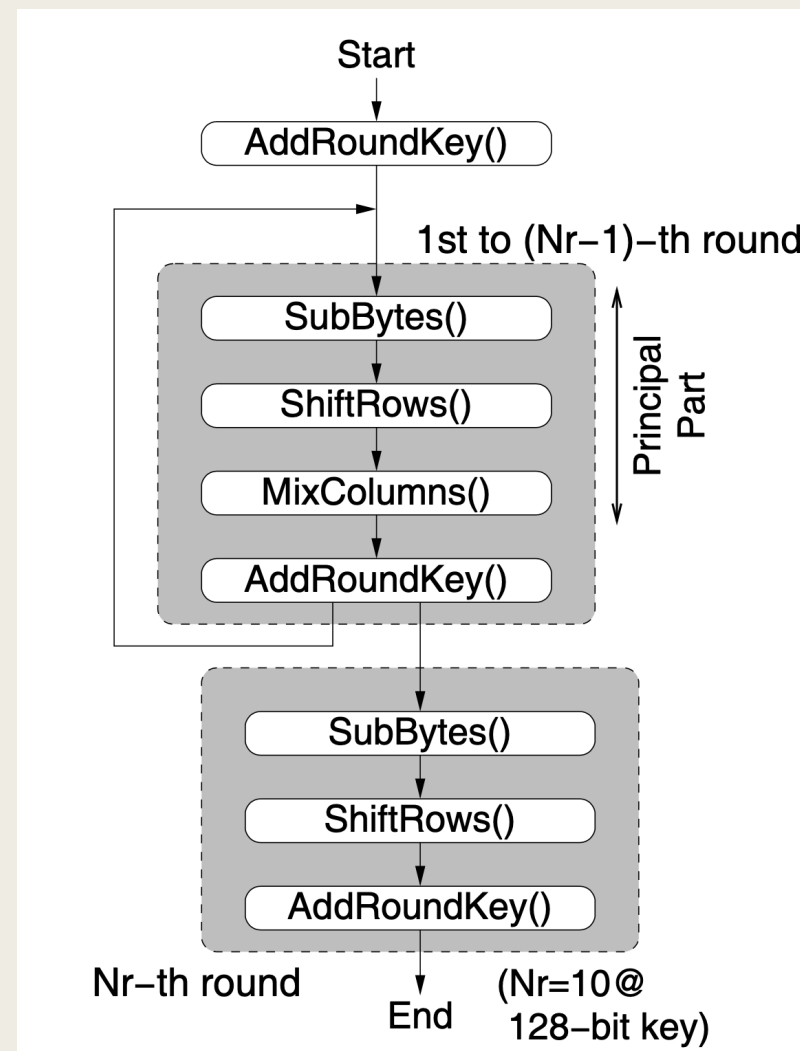 Start
AddRoundKey()
1st to (Nr−1)−th round
SubBytes()
ShiftRows()
MixColumns()
AddRoundKey()
Principal
Part
SubBytes()
ShiftRows()
AddRoundKey()
Nr−th round
End
(Nr=10@
128−bit key)